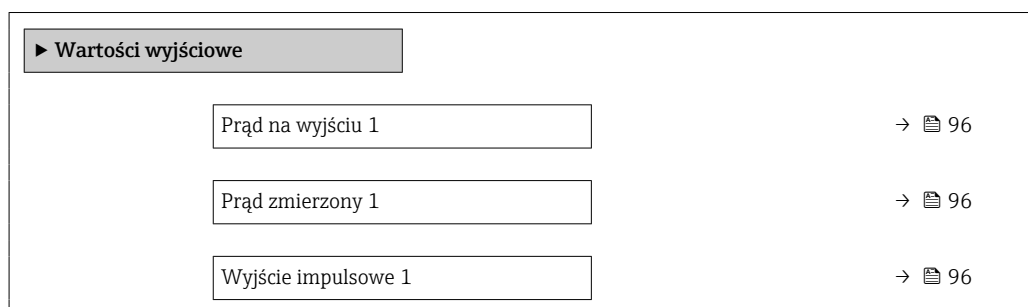 ▶ Wartości wyjściowe
Prąd na wyjściu 1 → 96
Prąd zmierzony 1 → 96
Wyjście impulsowe 1 → 96